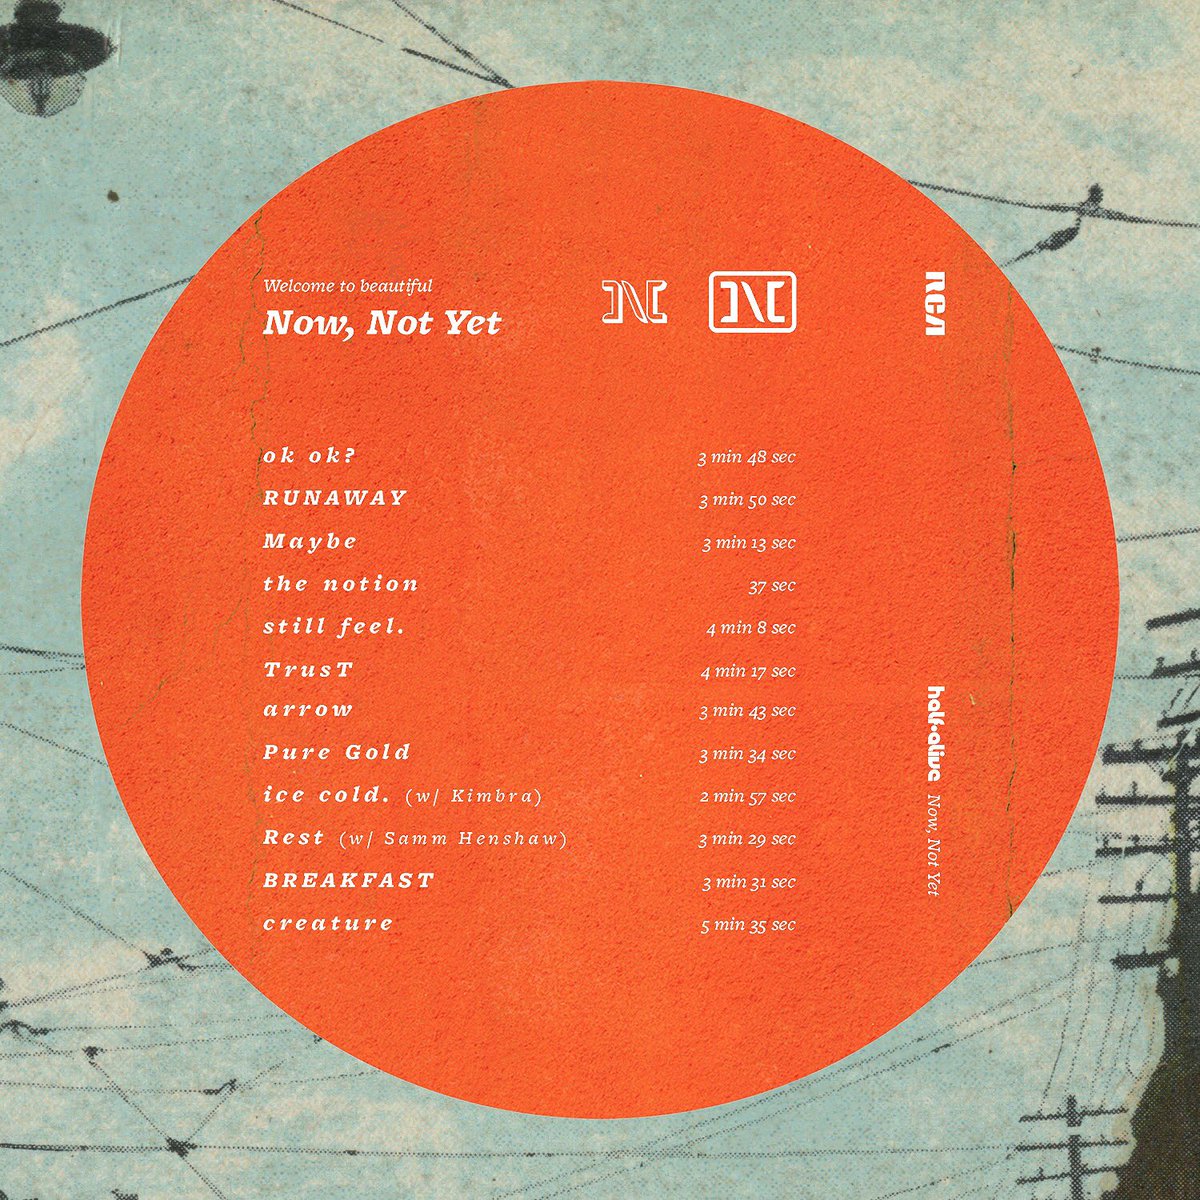 Welcome to beautiful
Now, Not Yet
RCA
ok ok? 3 min 48 sec
RUNAWAY 3 min 50 sec
Maybe 3 min 13 sec
the notion 37 sec
still feel. 4 min 8 sec
TrusT 4 min 17 sec
arrow 3 min 43 sec
Pure Gold 3 min 34 sec
ice cold. (w/ Kimbra) 2 min 57 sec
Rest (w/ Samm Henshaw) 3 min 29 sec
BREAKFAST 3 min 31 sec
creature 5 min 35 sec
half•alive Now, Not Yet